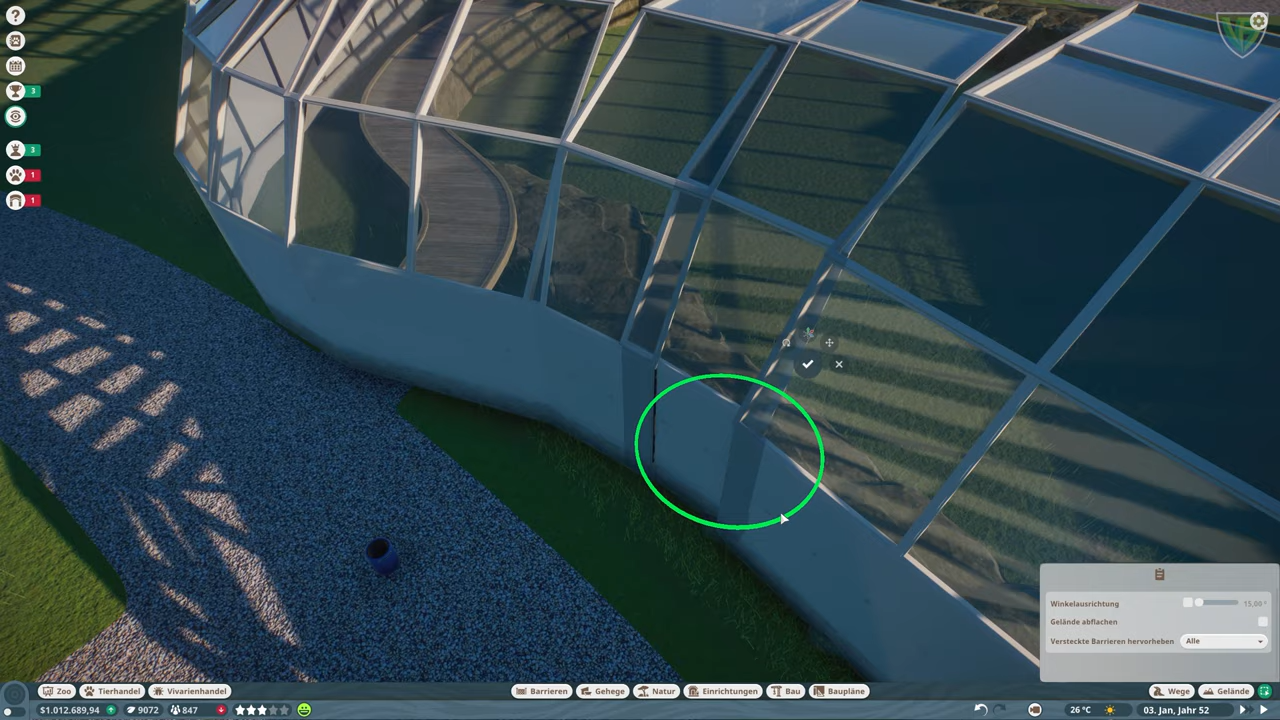 ?
3
3
1
1
Winkelausrichtung 15,00°
Gelände abflachen
Versteckte Barrieren hervorheben Alle
Zoo Tierhandel Vivarienhandel Barrieren Gehege Natur Einrichtungen Bau Baupläne Wege Gelände
$1.012.689,94 9072 847 26 °C 03. Jan, Jahr 52